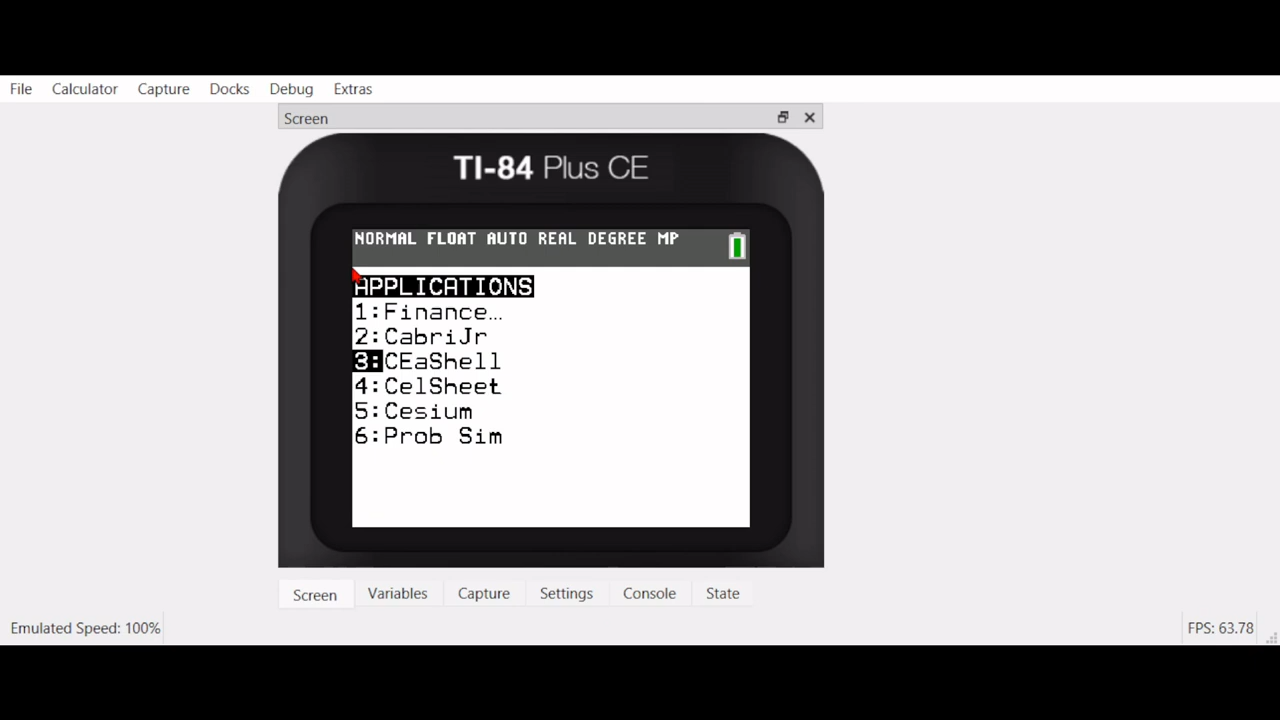 File Calculator Capture Docks Debug Extras
Screen
TI-84 Plus CE
NORMAL FLOAT AUTO REAL DEGREE MP
APPLICATIONS
1:Finance…
2:CabriJr
3:CEaShell
4:CelSheet
5:Cesium
6:Prob Sim
Screen Variables Capture Settings Console State
Emulated Speed: 100% FPS: 63.78